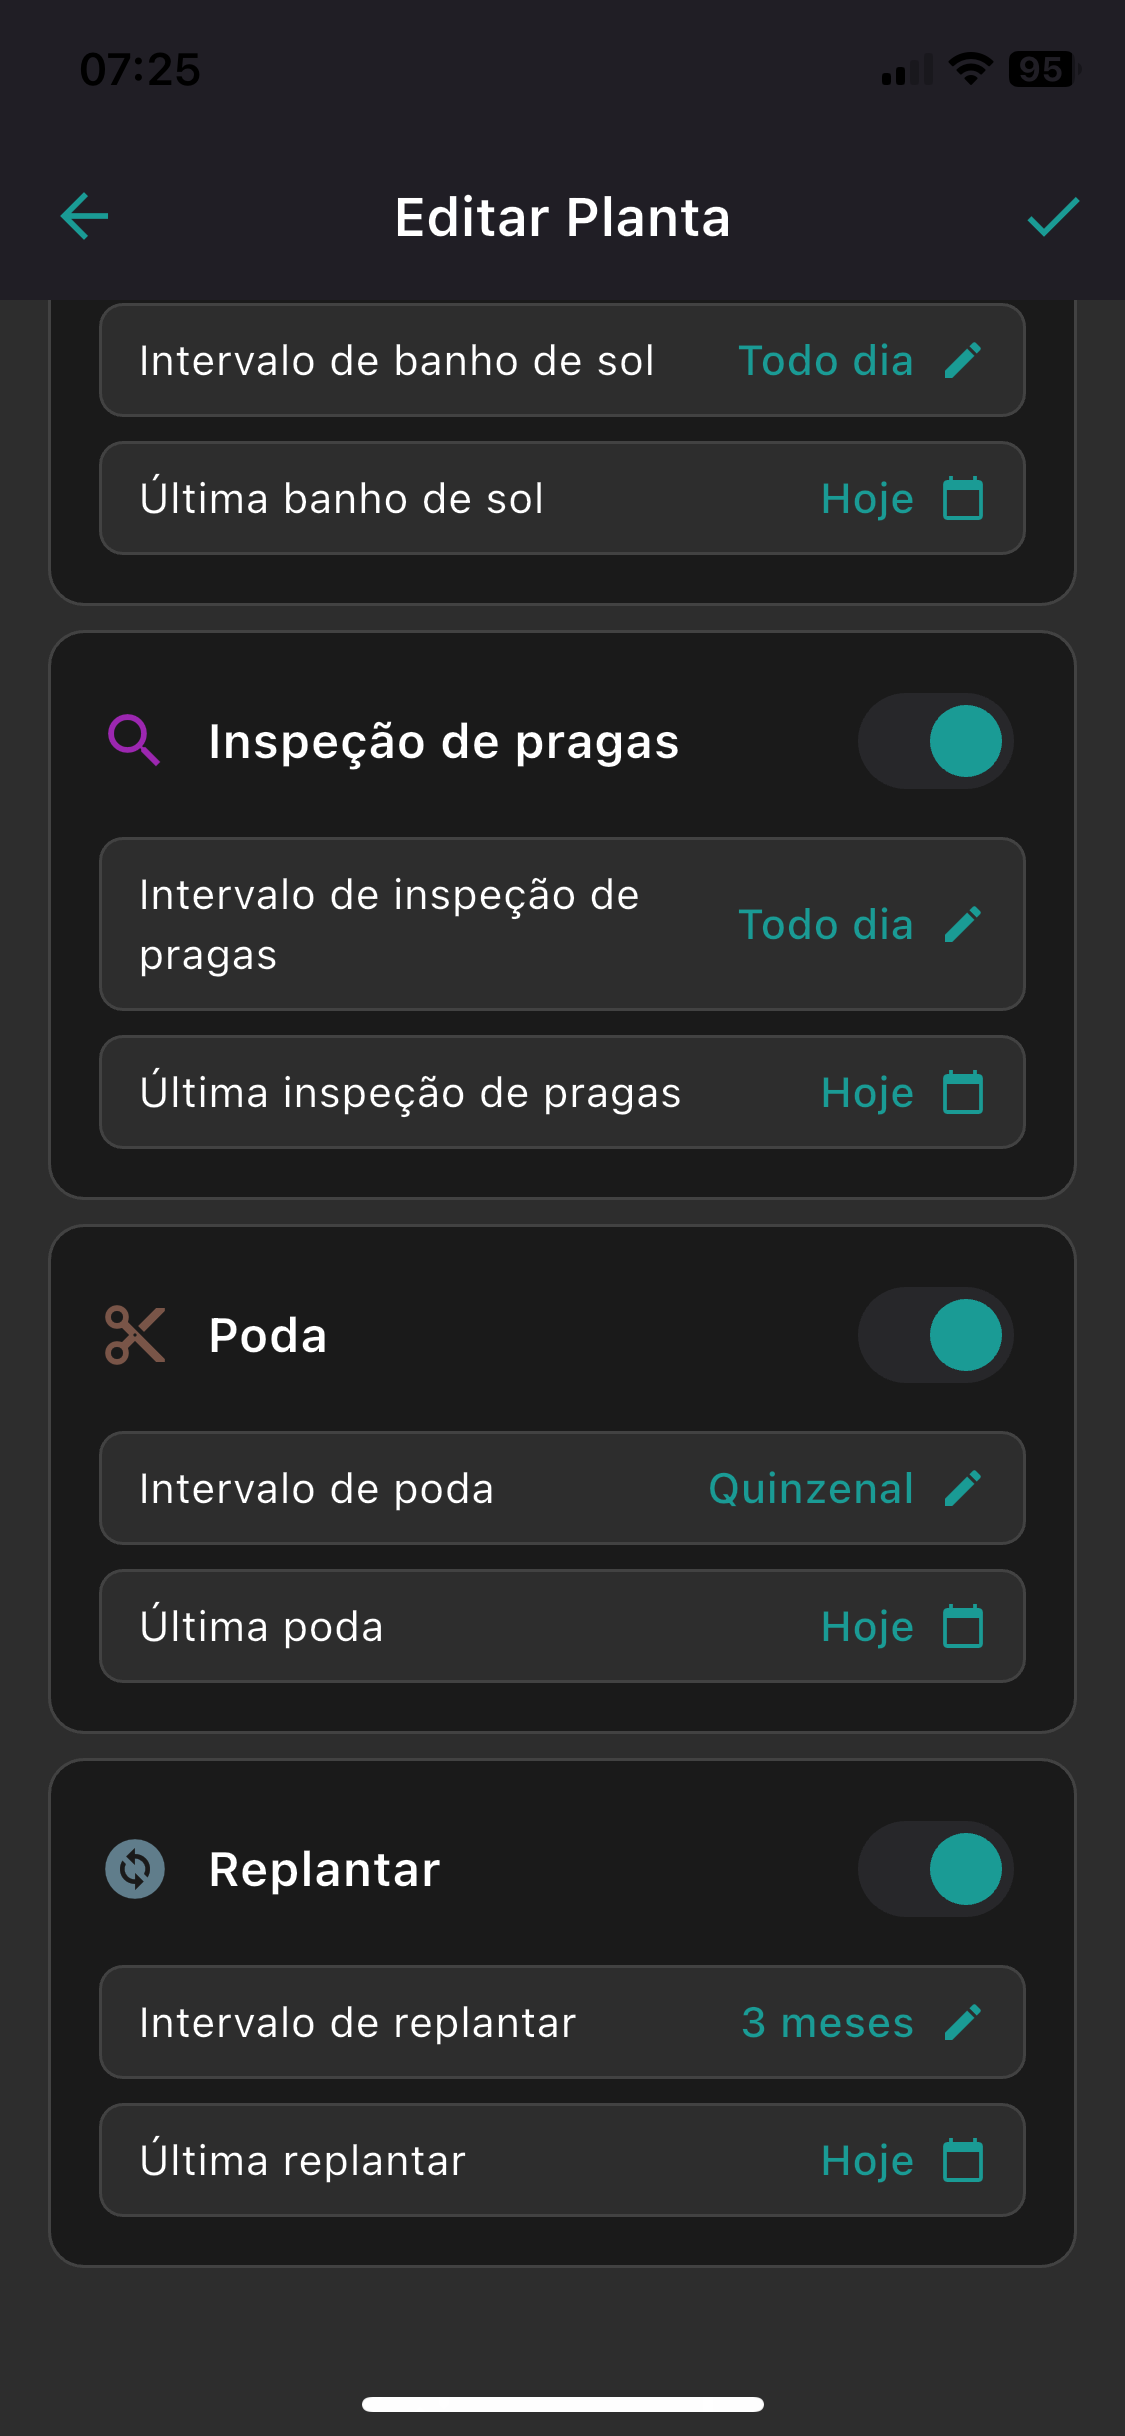 07:25
95
Editar Planta
Intervalo de banho de sol
Todo dia
Última banho de sol
Hoje
Inspeção de pragas
Intervalo de inspeção de
pragas
Todo dia
Última inspeção de pragas
Hoje
Poda
Intervalo de poda
Quinzenal
Última poda
Hoje
Replantar
Intervalo de replantar
3 meses
Última replantar
Hoje